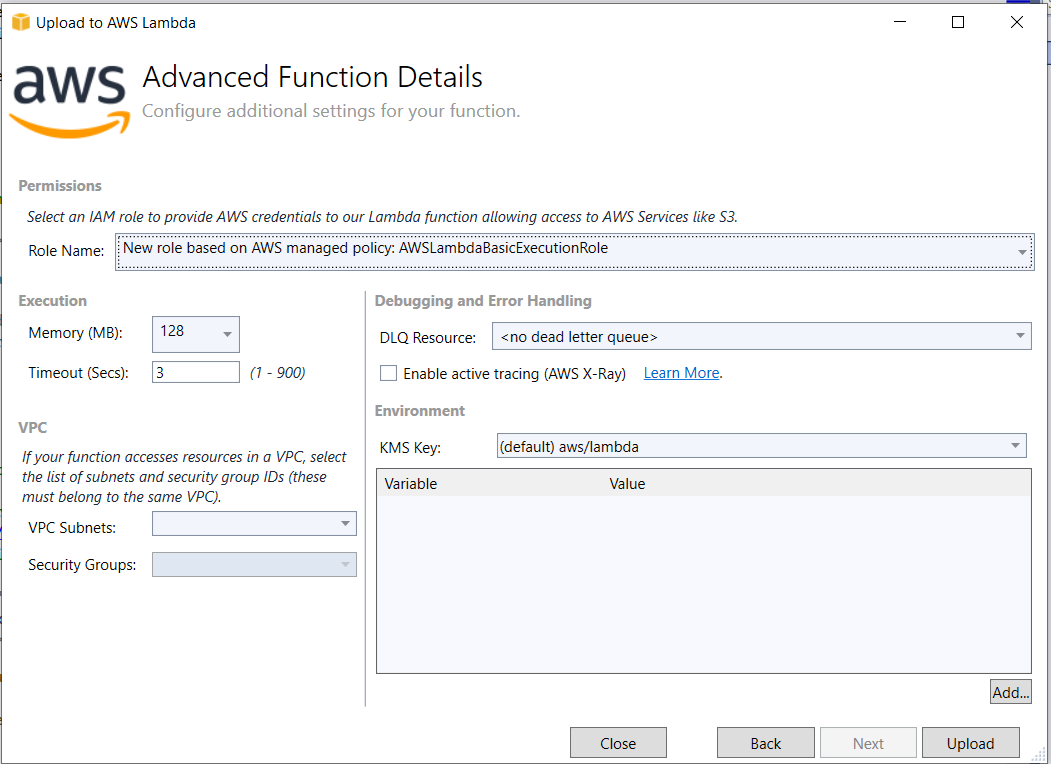 Upload to AWS Lambda
aws
Advanced Function Details
Configure additional settings for your function.
Permissions
Select an IAM role to provide AWS credentials to our Lambda function allowing access to AWS Services like S3.
Role Name: New role based on AWS managed policy: AWSLambdaBasicExecutionRole
Execution
Memory (MB): 128
Timeout (Secs): 3 (1 - 900)
VPC
If your function accesses resources in a VPC, select
the list of subnets and security group IDs (these
must belong to the same VPC).
VPC Subnets:
Security Groups:
Debugging and Error Handling
DLQ Resource: <no dead letter queue>
Enable active tracing (AWS X-Ray) Learn More.
Environment
KMS Key: (default) aws/lambda
Variable Value
Add...
Close Back Next Upload